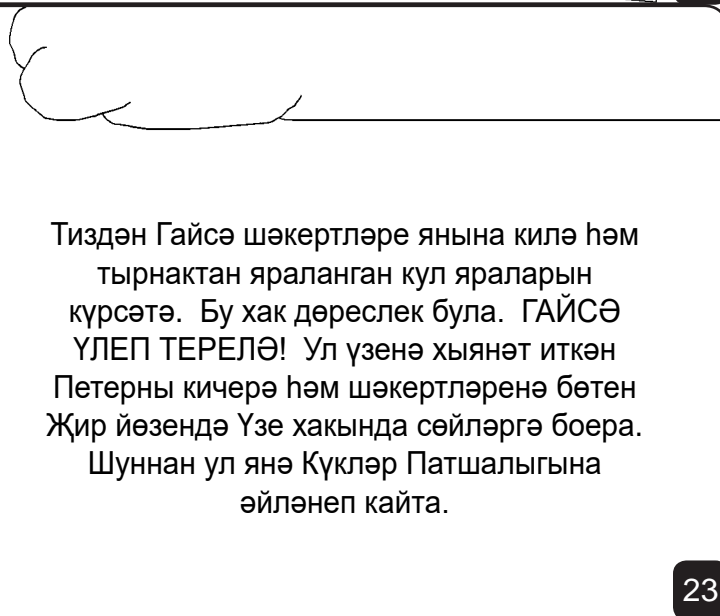 Тиздән Гайсә шәкертләре янына килә һәм
тырнактан яраланган кул яраларын
күрсәтә.  Бу хак дөреслек була.  ГАЙСӘ
ҮЛЕП ТЕРЕЛӘ!  Ул үзенә хыянәт иткән
Петерны кичерә һәм шәкертләренә бөтен
Җир йөзендә Үзе хакында сөйләргә боера.
Шуннан ул янә Күкләр Патшалыгына
әйләнеп кайта.
23